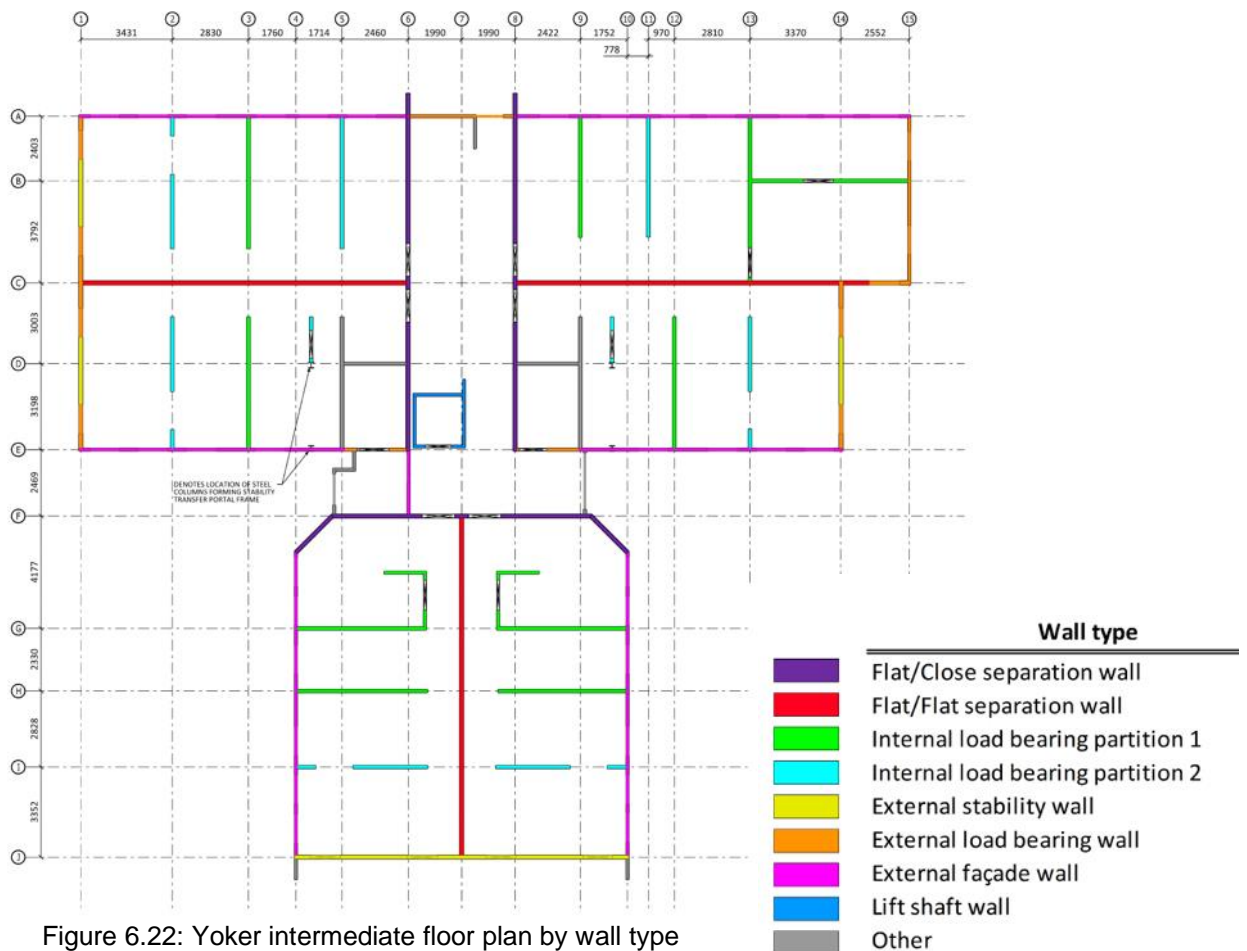 1 2 3 4 5 6 7 8 9 10 11 12 13 14 15
3431 2830 1760 1714 2460 1990 1990 2422 1752 970 2810 3370 2552
778
A
2403
B
3792
C
3003
D
3198
E
2469
F
4177
G
2330
H
2828
I
3352
J
DENOTES LOCATION OF STEEL
COLUMNS FORMING STABILITY
TRANSFER PORTAL FRAME
Wall type
Flat/Close separation wall
Flat/Flat separation wall
Internal load bearing partition 1
Internal load bearing partition 2
External stability wall
External load bearing wall
External façade wall
Lift shaft wall
Other
Figure 6.22: Yoker intermediate floor plan by wall type